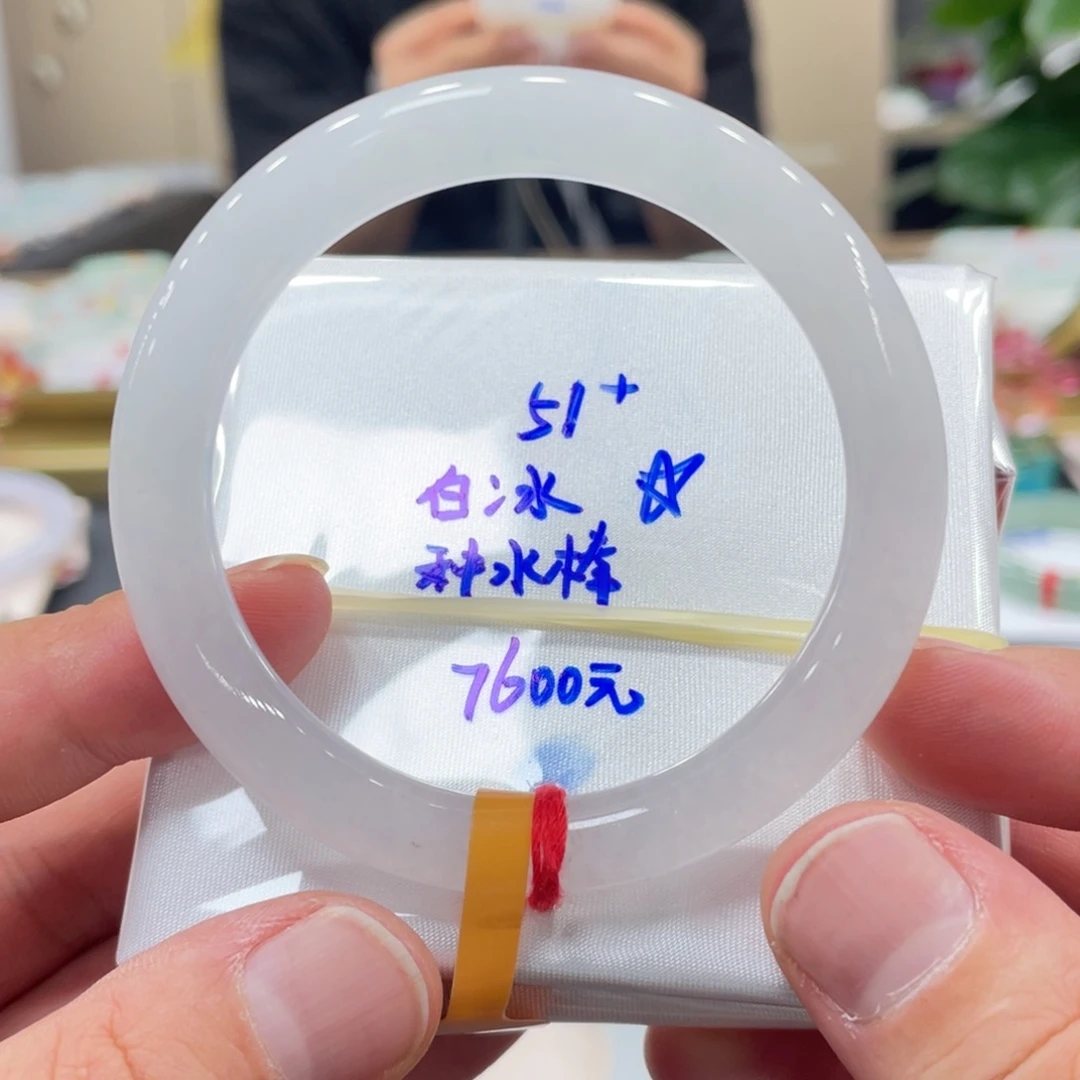 51+
白冰 ☆
种水棒
7600元